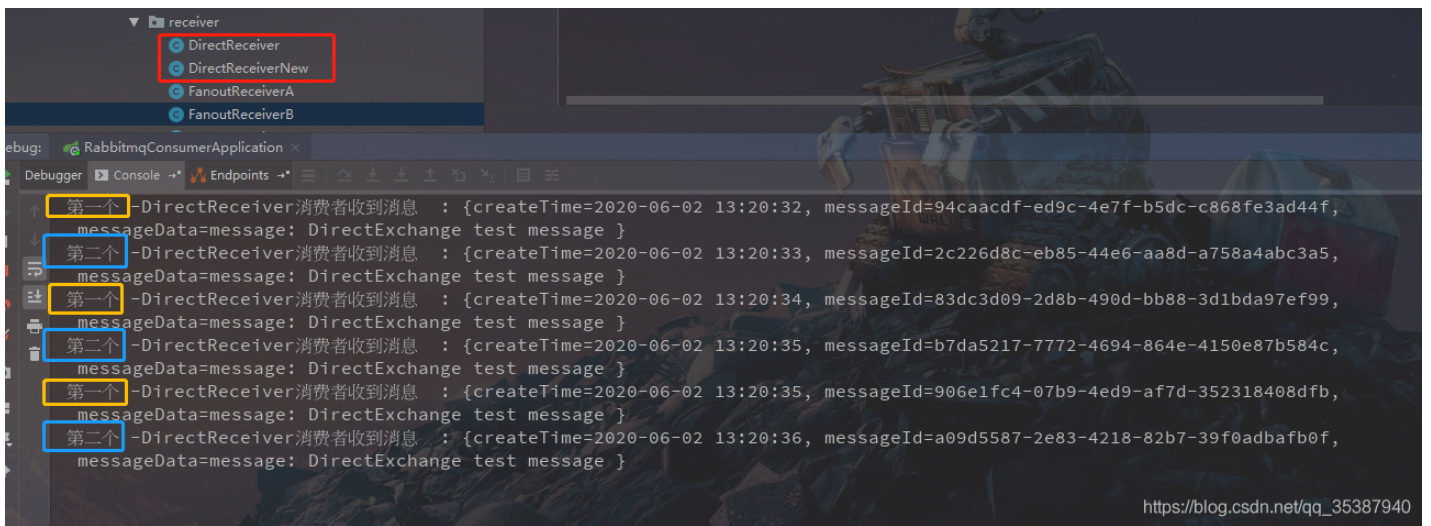 receiver
DirectReceiver
DirectReceiverNew
FanoutReceiverA
FanoutReceiverB
ebug: RabbitmqConsumerApplication ×
Debugger Console →* Endpoints →*
第一个 -DirectReceiver消费者收到消息 : {createTime=2020-06-02 13:20:32, messageId=94caacdf-ed9c-4e7f-b5dc-c868fe3ad44f,
messageData=message: DirectExchange test message }
第二个 -DirectReceiver消费者收到消息 : {createTime=2020-06-02 13:20:33, messageId=2c226d8c-eb85-44e6-aa8d-a758a4abc3a5,
messageData=message: DirectExchange test message }
第一个 -DirectReceiver消费者收到消息 : {createTime=2020-06-02 13:20:34, messageId=83dc3d09-2d8b-490d-bb88-3d1bda97ef99,
messageData=message: DirectExchange test message }
第二个 -DirectReceiver消费者收到消息 : {createTime=2020-06-02 13:20:35, messageId=b7da5217-7772-4694-864e-4150e87b584c,
messageData=message: DirectExchange test message }
第一个 -DirectReceiver消费者收到消息 : {createTime=2020-06-02 13:20:35, messageId=906e1fc4-07b9-4ed9-af7d-352318408dfb,
messageData=message: DirectExchange test message }
第二个 -DirectReceiver消费者收到消息 : {createTime=2020-06-02 13:20:36, messageId=a09d5587-2e83-4218-82b7-39f0adbafb0f,
messageData=message: DirectExchange test message }
https://blog.csdn.net/qq_35387940